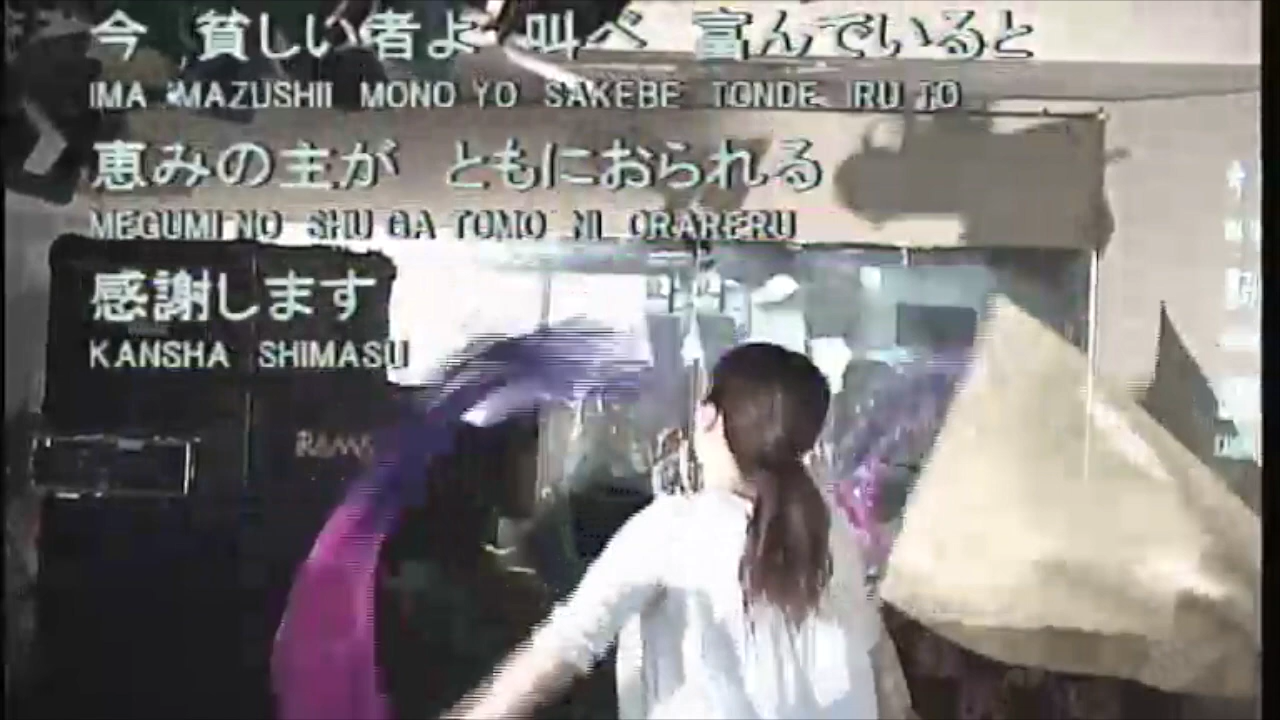 今 貧しい者よ 叫べ 富んでいると
IMA MAZUSHII MONO YO SAKEBE TONDE IRU TO
恵みの主が ともにおられる
MEGUMI NO SHU GA TOMO NI ORARERU
感謝します
KANSHA SHIMASU